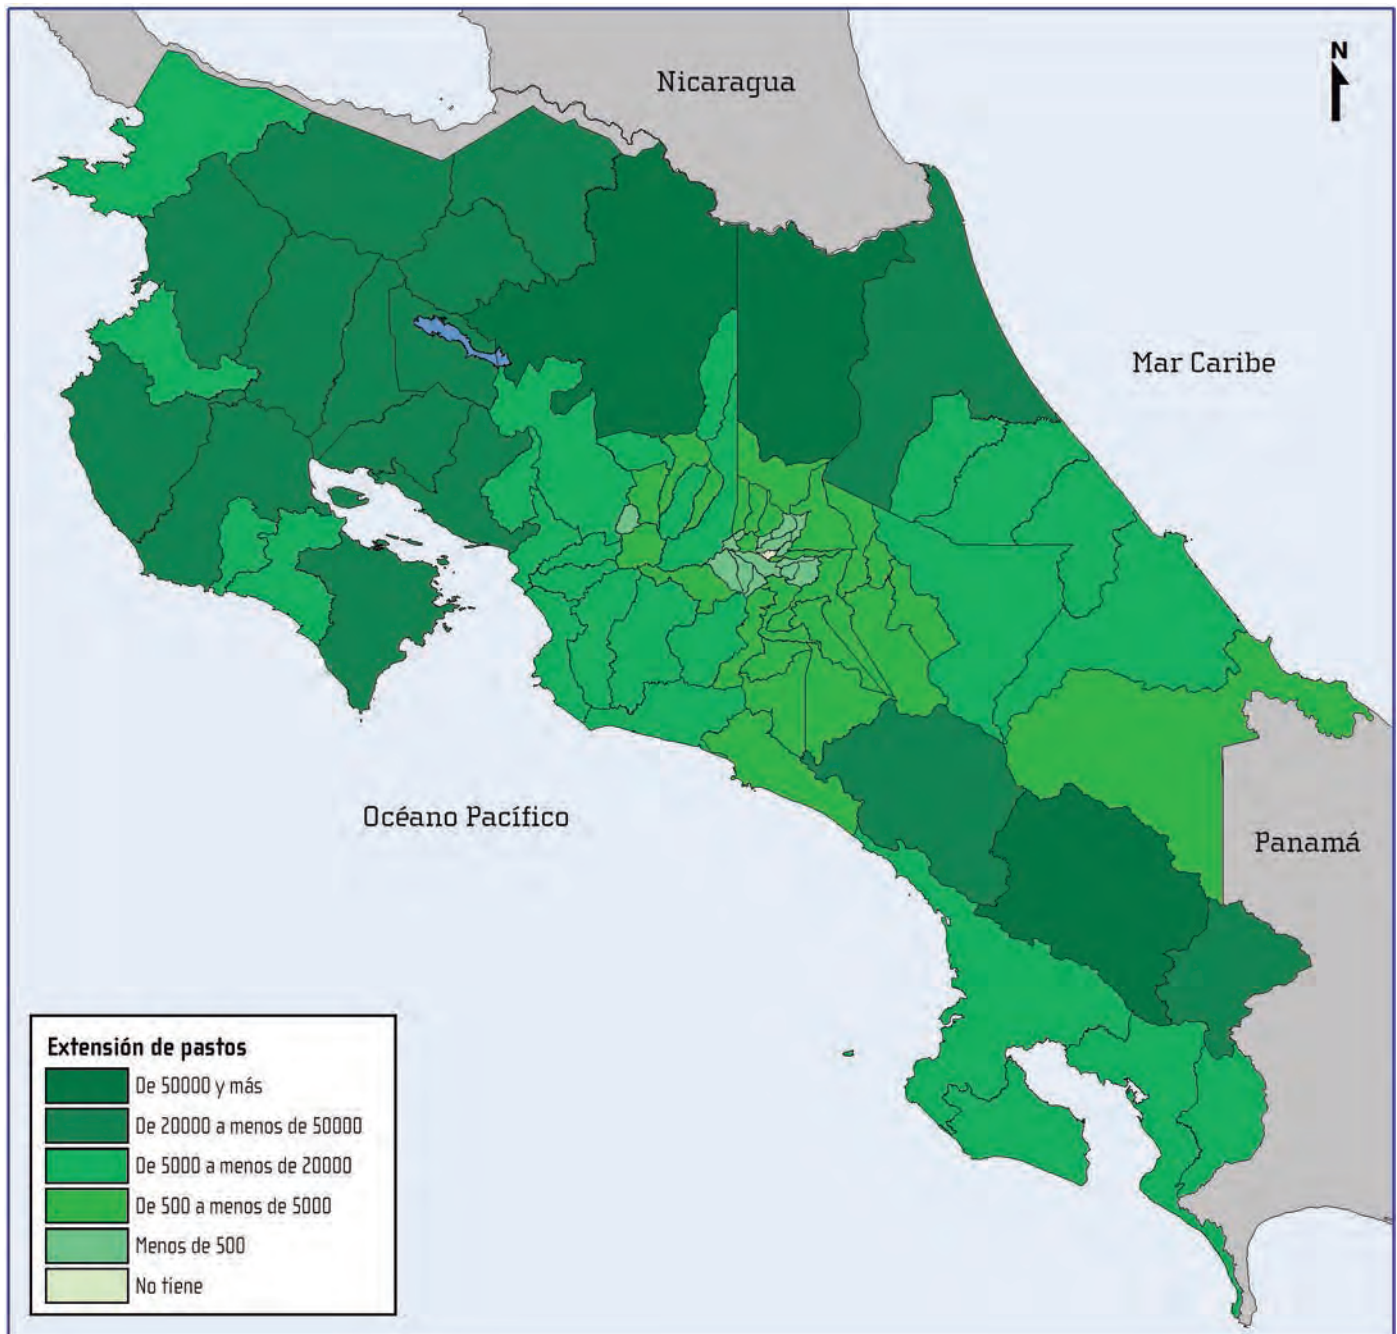 N
Nicaragua
Mar Caribe
Océano Pacífico
Panamá
Extensión de pastos
De 50000 y más
De 20000 a menos de 50000
De 5000 a menos de 20000
De 500 a menos de 5000
Menos de 500
No tiene